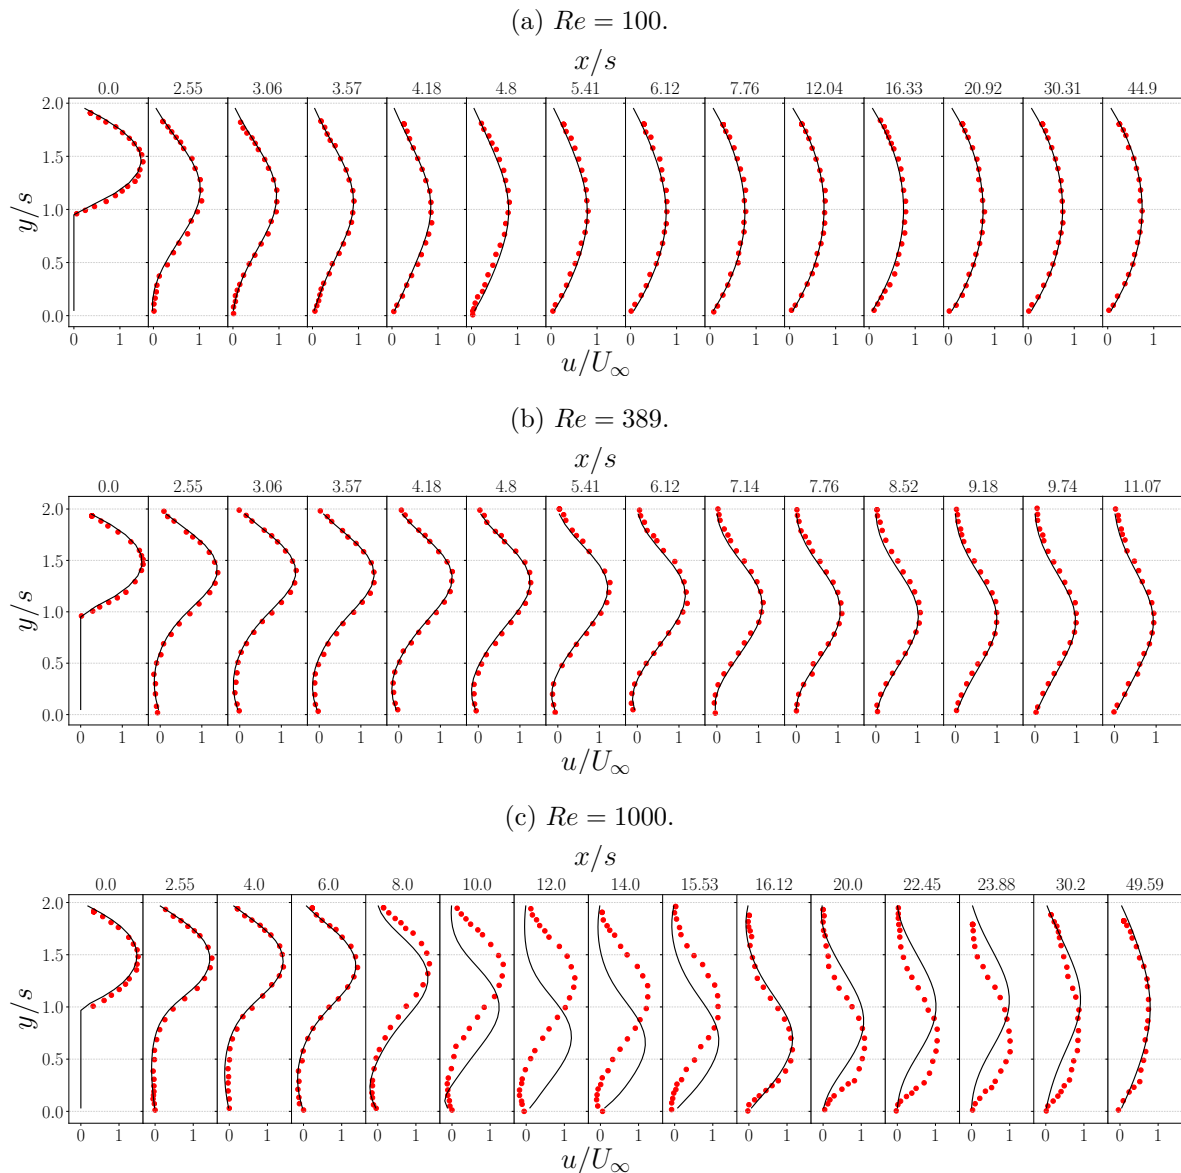 (a) Re = 100.
x/s
0.0 2.55 3.06 3.57 4.18 4.8 5.41 6.12 7.76 12.04 16.33 20.92 30.31 44.9
2.0
1.5
y/s
1.0
0.5
0.0
0 1 0 1 0 1 0 1 0 1 0 1 0 1 0 1 0 1 0 1 0 1 0 1 0 1 0 1
u/U∞
(b) Re = 389.
x/s
0.0 2.55 3.06 3.57 4.18 4.8 5.41 6.12 7.14 7.76 8.52 9.18 9.74 11.07
2.0
1.5
y/s
1.0
0.5
0.0
0 1 0 1 0 1 0 1 0 1 0 1 0 1 0 1 0 1 0 1 0 1 0 1 0 1 0 1
u/U∞
(c) Re = 1000.
x/s
0.0 2.55 4.0 6.0 8.0 10.0 12.0 14.0 15.53 16.12 20.0 22.45 23.88 30.2 49.59
2.0
1.5
y/s
1.0
0.5
0.0
0 1 0 1 0 1 0 1 0 1 0 1 0 1 0 1 0 1 0 1 0 1 0 1 0 1 0 1 0 1
u/U∞